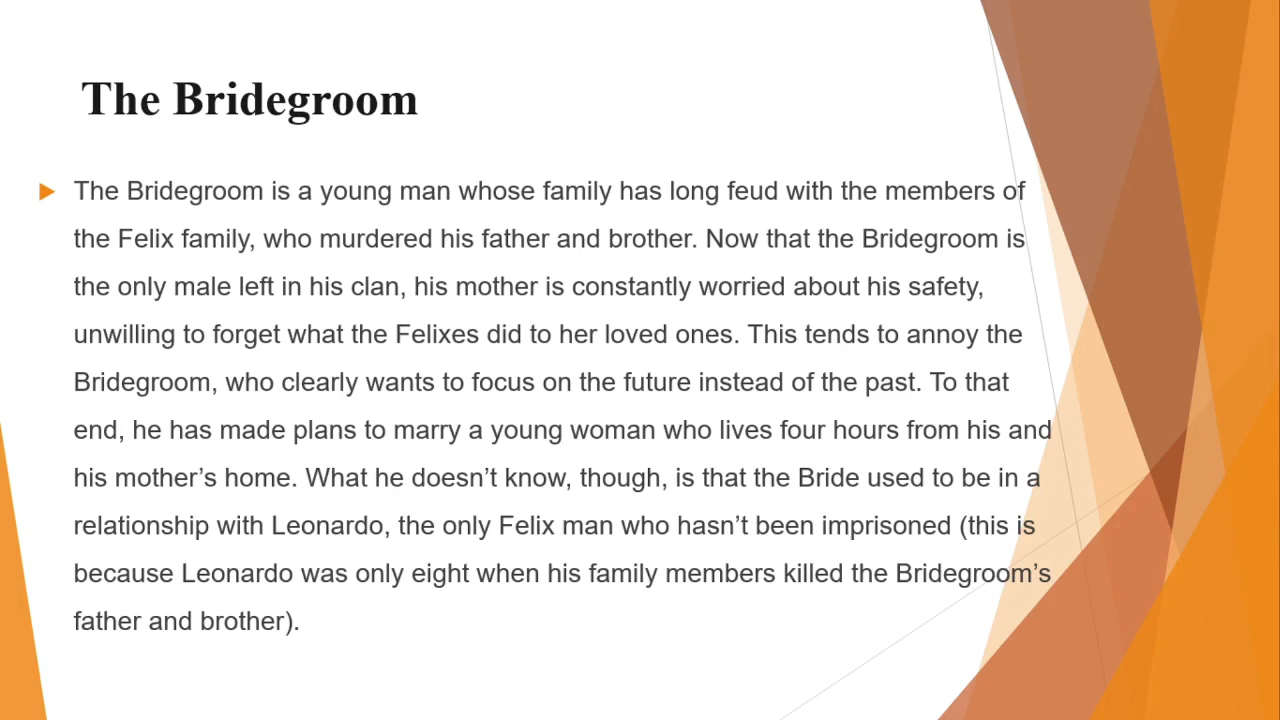 The Bridegroom
The Bridegroom is a young man whose family has long feud with the members of
the Felix family, who murdered his father and brother. Now that the Bridegroom is
the only male left in his clan, his mother is constantly worried about his safety,
unwilling to forget what the Felixes did to her loved ones. This tends to annoy the
Bridegroom, who clearly wants to focus on the future instead of the past. To that
end, he has made plans to marry a young woman who lives four hours from his and
his mother’s home. What he doesn’t know, though, is that the Bride used to be in a
relationship with Leonardo, the only Felix man who hasn’t been imprisoned (this is
because Leonardo was only eight when his family members killed the Bridegroom’s
father and brother).